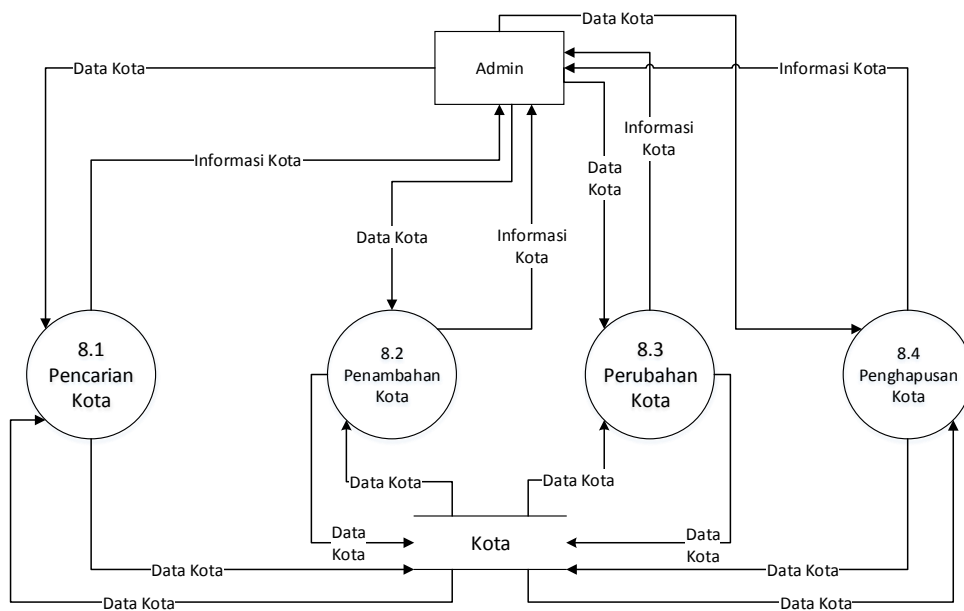 Data Kota
Admin
Data Kota
Informasi Kota
Informasi
Kota
Informasi Kota
Data
Kota
Data Kota
Informasi
Kota
8.1
Pencarian
Kota
8.2
Penambahan
Kota
8.3
Perubahan
Kota
8.4
Penghapusan
Kota
Data Kota
Data Kota
Data
Kota
Kota
Data
Kota
Data Kota
Data Kota
Data Kota
Data Kota